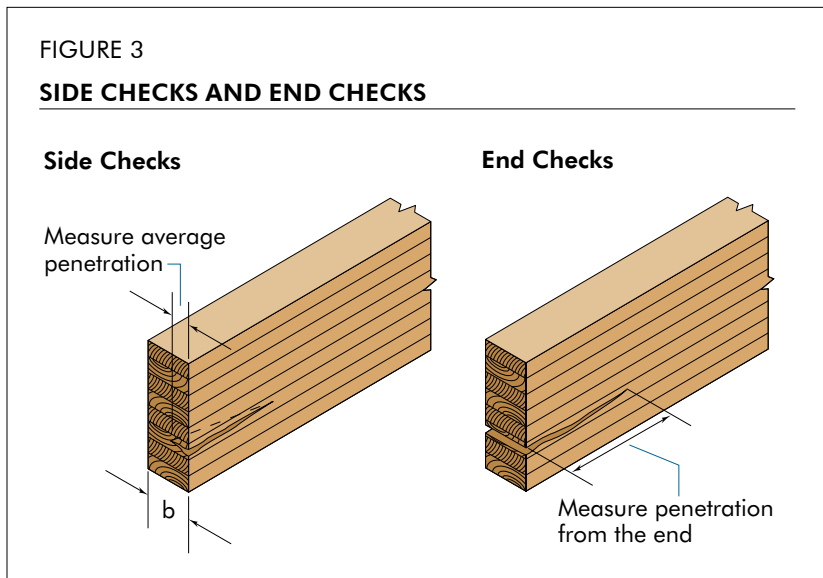 FIGURE 3
SIDE CHECKS AND END CHECKS
Side Checks
End Checks
Measure average
penetration
b
Measure penetration
from the end